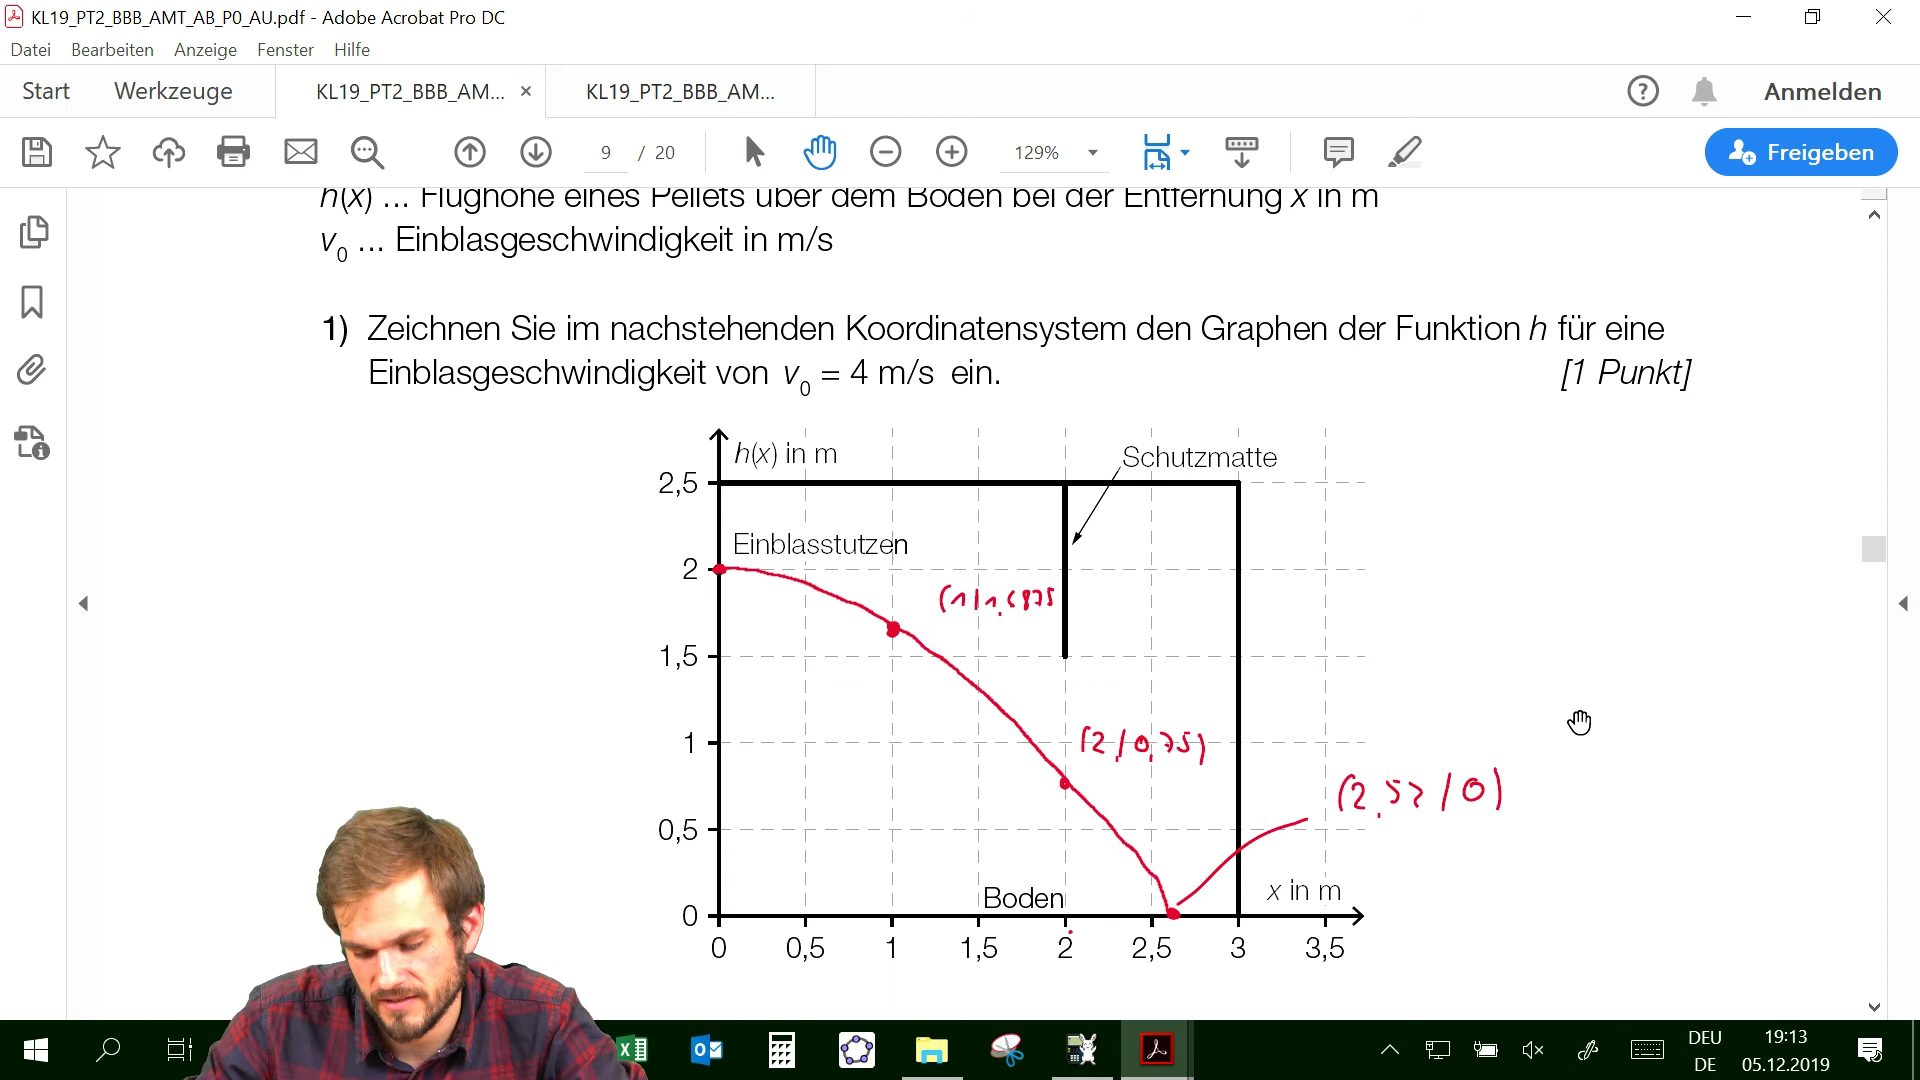 KL19_PT2_BBB_AMT_AB_P0_AU.pdf - Adobe Acrobat Pro DC
Datei Bearbeiten Anzeige Fenster Hilfe
Start Werkzeuge KL19_PT2_BBB_AM... × KL19_PT2_BBB_AM... ? Anmelden
9 / 20 129% Freigeben
h(x) ... Flughöhe eines Pellets über dem Boden bei der Entfernung x in m
v0 ... Einblasgeschwindigkeit in m/s
1) Zeichnen Sie im nachstehenden Koordinatensystem den Graphen der Funktion h für eine
Einblasgeschwindigkeit von v0 = 4 m/s ein. [1 Punkt]
h(x) in m
Schutzmatte
2,5
Einblasstutzen
2
(1|1,6875
1,5
1
(2/0,75)
(2,52/0)
0,5
Boden
x in m
0
0 0,5 1 1,5 2 2,5 3 3,5
DEU 19:13
DE 05.12.2019